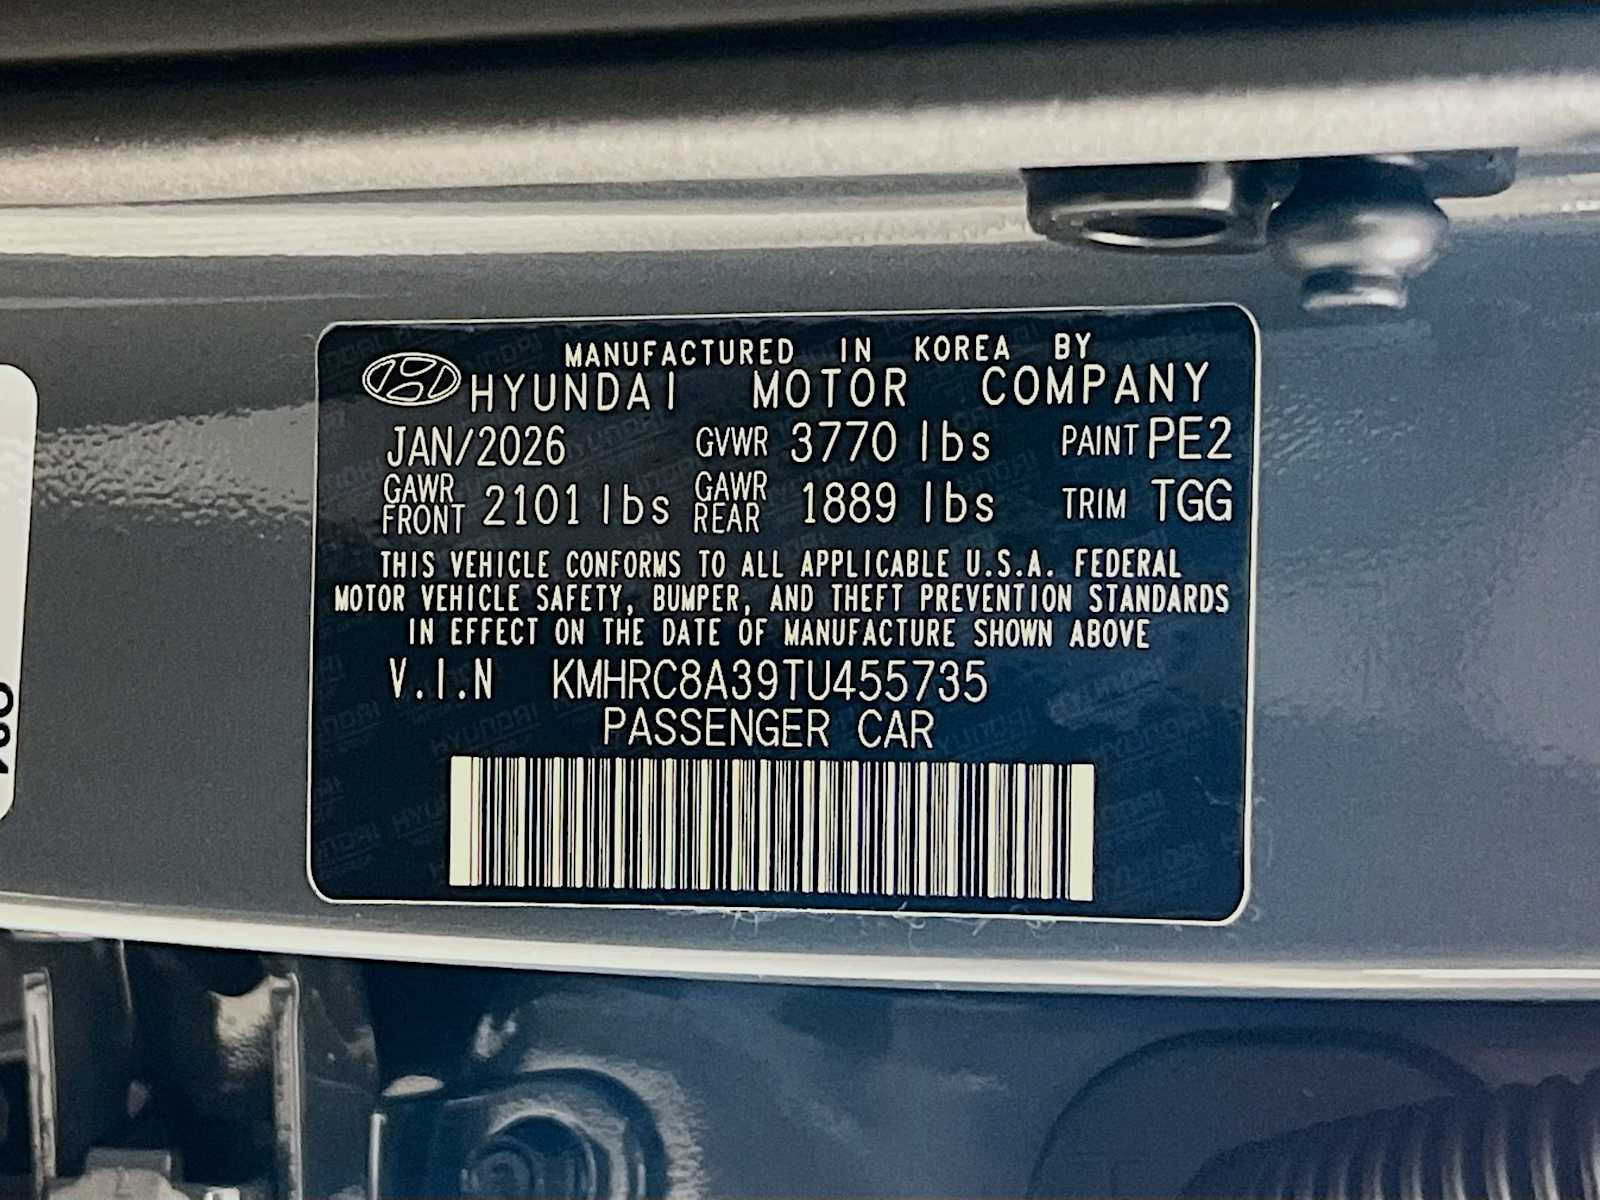 MANUFACTURED IN KOREA BY
HYUNDAI MOTOR COMPANY
JAN/2026 GVWR 3770 lbs PAINT PE2
GAWR FRONT 2101 lbs GAWR REAR 1889 lbs TRIM TGG
THIS VEHICLE CONFORMS TO ALL APPLICABLE U.S.A. FEDERAL
MOTOR VEHICLE SAFETY, BUMPER, AND THEFT PREVENTION STANDARDS
IN EFFECT ON THE DATE OF MANUFACTURE SHOWN ABOVE
V.I.N KMHRC8A39TU455735
PASSENGER CAR